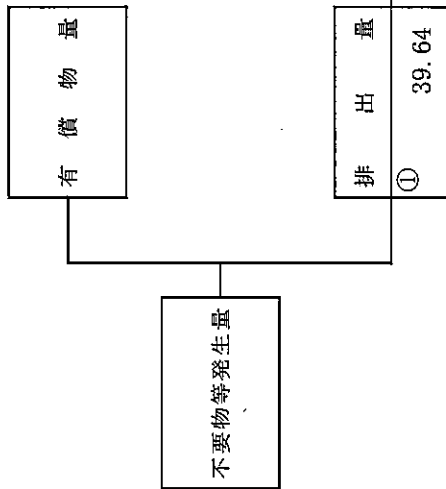 有償物量
不要物等発生量
排出量
①
39.64